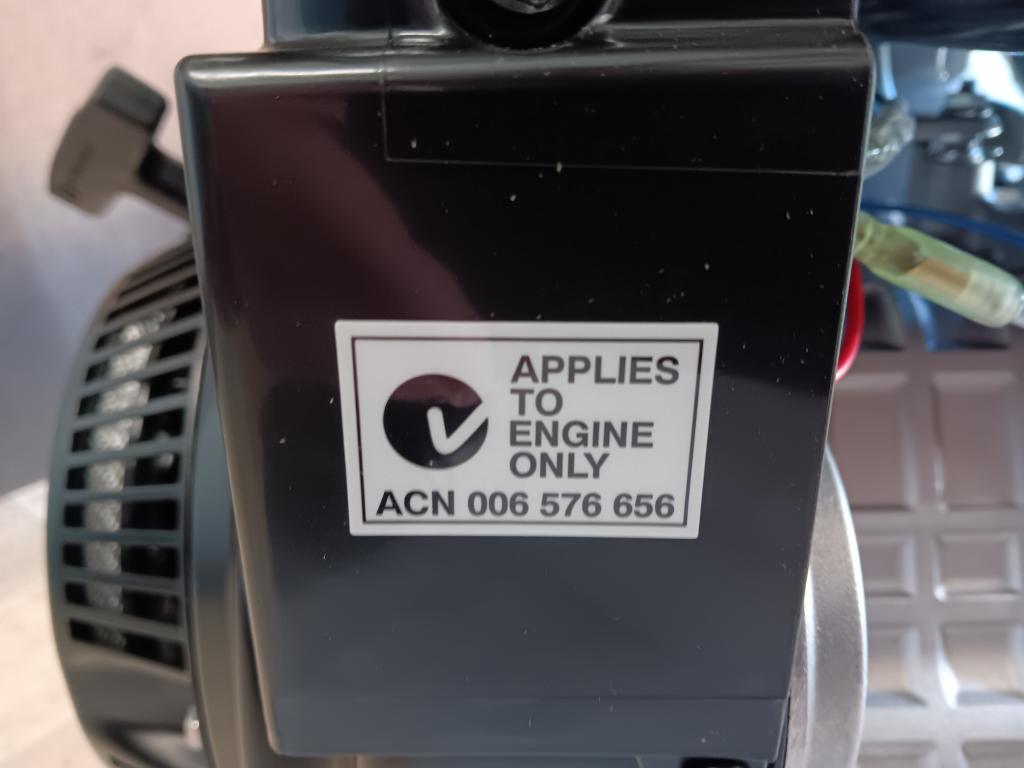 APPLIES
TO
ENGINE
ONLY
ACN 006 576 656